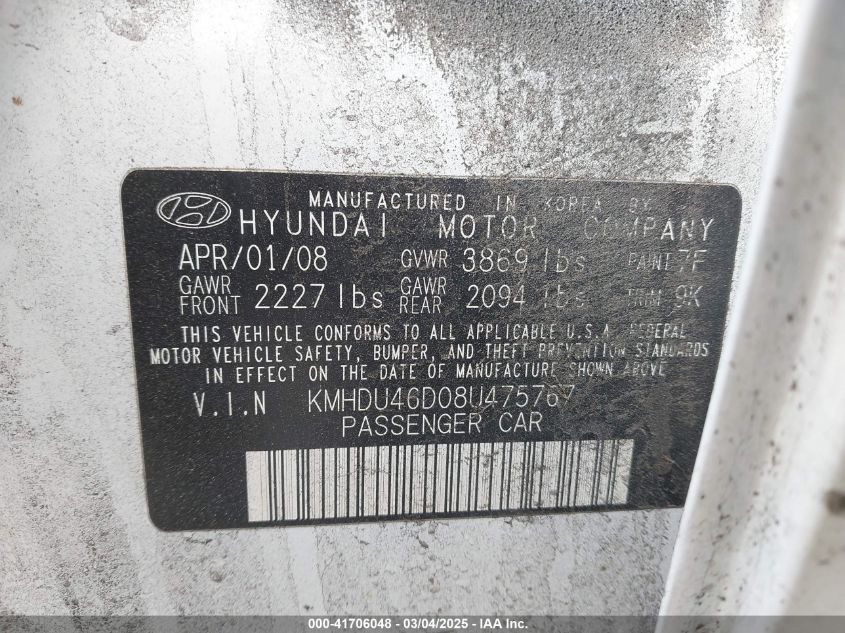 MANUFACTURED IN KOREA BY
HYUNDAI MOTOR COMPANY
APR/01/08 GVWR 3869 lbs PAINT 7F
GAWR FRONT 2227 lbs GAWR REAR 2094 lbs TRIM 9K
THIS VEHICLE CONFORMS TO ALL APPLICABLE U.S.A. FEDERAL
MOTOR VEHICLE SAFETY, BUMPER, AND THEFT PREVENTION STANDARDS
IN EFFECT ON THE DATE OF MANUFACTURE SHOWN ABOVE
V.I.N KMHDU46D08U475767
PASSENGER CAR
000-41706048 - 03/04/2025 - IAA Inc.